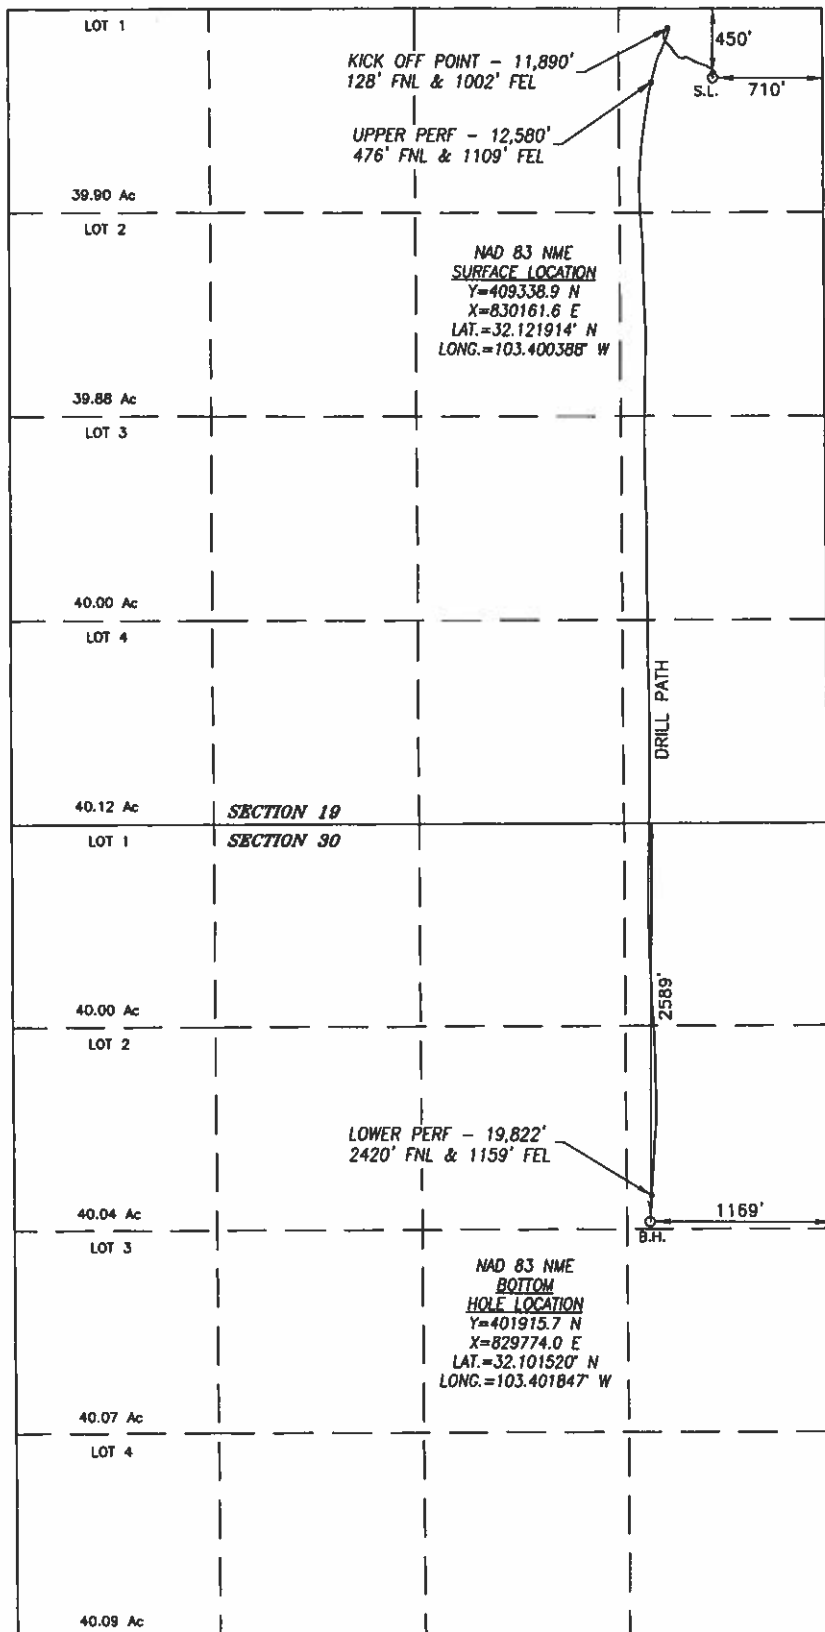 LOT 1
450'
KICK OFF POINT - 11,890'
128' FNL & 1002' FEL
S.L.
710'
UPPER PERF - 12,580'
476' FNL & 1109' FEL
39.90 Ac
LOT 2
NAD 83 NME
SURFACE LOCATION
Y=409338.9 N
X=830161.6 E
LAT.=32.121914° N
LONG.=103.400388° W
39.88 Ac
LOT 3
40.00 Ac
LOT 4
DRILL PATH
40.12 Ac
SECTION 19
LOT 1
SECTION 30
2589'
40.00 Ac
LOT 2
LOWER PERF - 19,822'
2420' FNL & 1159' FEL
40.04 Ac
1169'
B.H.
LOT 3
NAD 83 NME
BOTTOM
HOLE LOCATION
Y=401915.7 N
X=829774.0 E
LAT.=32.101520° N
LONG.=103.401847° W
40.07 Ac
LOT 4
40.09 Ac